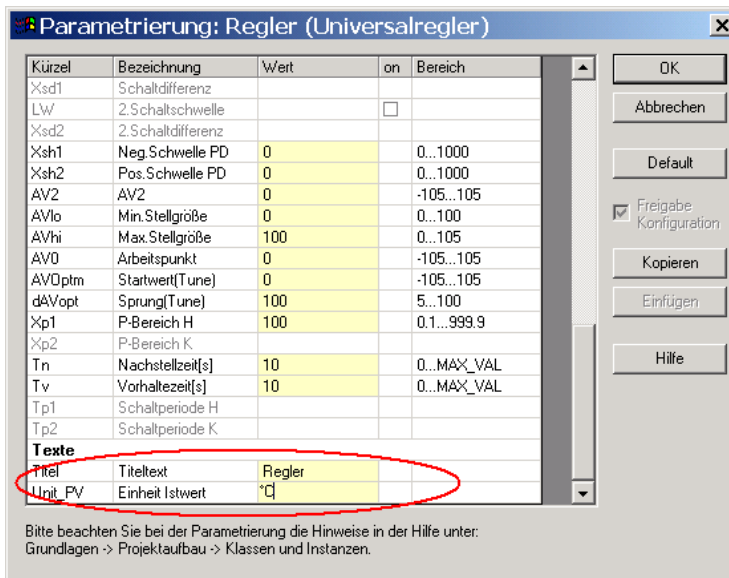 Parametrierung: Regler (Universalregler)
Kürzel Bezeichnung Wert on Bereich
Xsd1 Schaltdifferenz
LW 2.Schaltschwelle
Xsd2 2.Schaltdifferenz
Xsh1 Neg.Schwelle PD 0 0...1000
Xsh2 Pos.Schwelle PD 0 0...1000
AV2 AV2 0 -105...105
AVlo Min.Stellgröße 0 0...100
AVhi Max.Stellgröße 100 0...105
AV0 Arbeitspunkt 0 -105...105
AVOptm Startwert(Tune) 0 -105...105
dAVopt Sprung(Tune) 100 5...100
Xp1 P-Bereich H 100 0.1...999.9
Xp2 P-Bereich K
Tn Nachstellzeit[s] 10 0...MAX_VAL
Tv Vorhaltezeit[s] 10 0...MAX_VAL
Tp1 Schaltperiode H
Tp2 Schaltperiode K
Texte
Titel Titeltext Regler
Unit_PV Einheit Istwert °C
OK
Abbrechen
Default
Freigabe
Konfiguration
Kopieren
Einfügen
Hilfe
Bitte beachten Sie bei der Parametrierung die Hinweise in der Hilfe unter:
Grundlagen -> Projektaufbau -> Klassen und Instanzen.